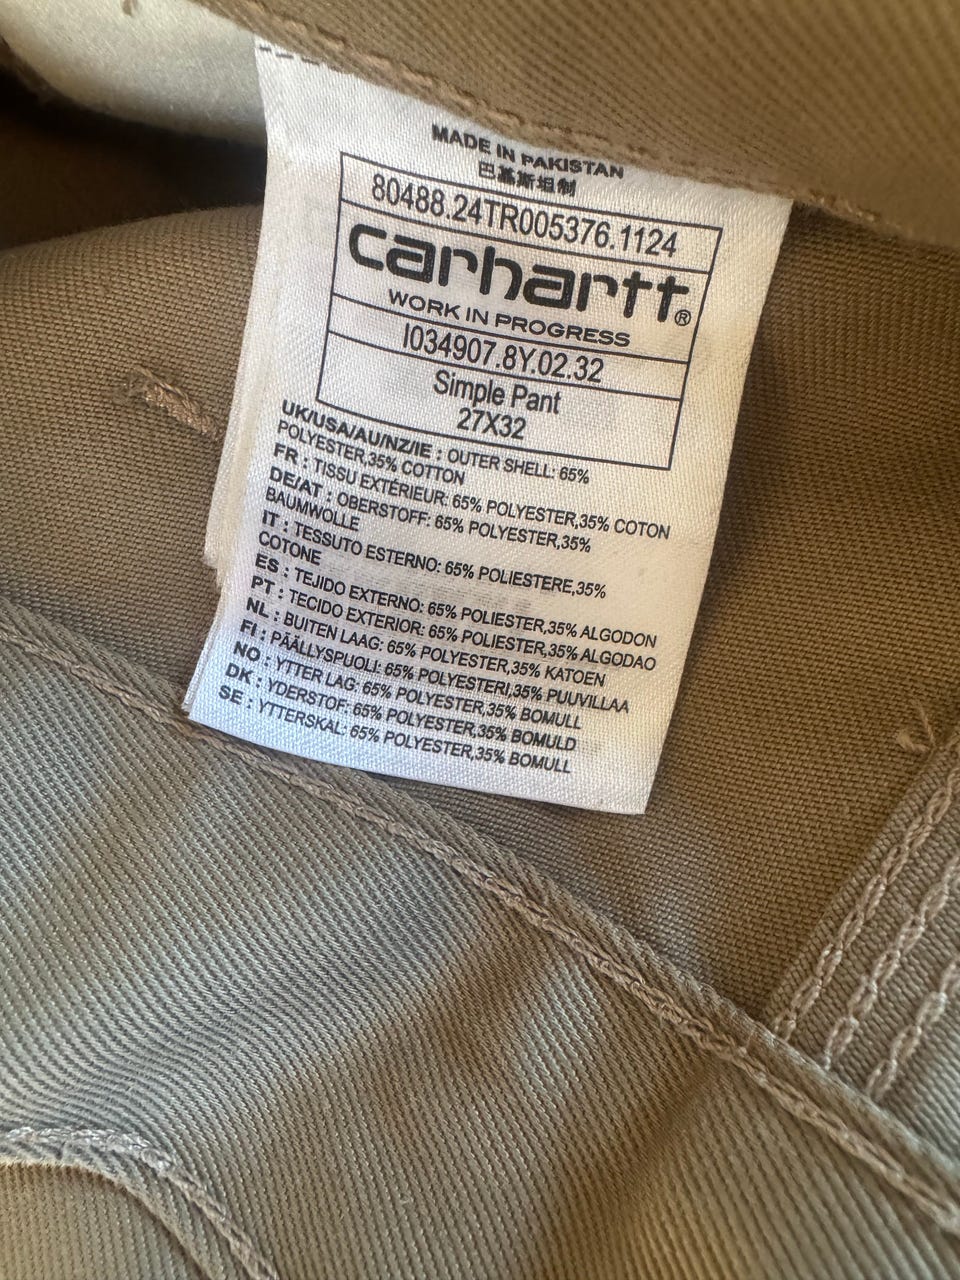 MADE IN PAKISTAN
巴基斯坦制
80488.24TR005376.1124
carhartt®
WORK IN PROGRESS
I034907.8Y.02.32
Simple Pant
27X32
UK/USA/AU/NZ/IE : OUTER SHELL: 65%
POLYESTER,35% COTTON
FR : TISSU EXTÉRIEUR: 65% POLYESTER,35% COTON
DE/AT : OBERSTOFF: 65% POLYESTER,35%
BAUMWOLLE
IT : TESSUTO ESTERNO: 65% POLIESTERE,35%
COTONE
ES : TEJIDO EXTERNO: 65% POLIESTER,35% ALGODON
PT : TECIDO EXTERIOR: 65% POLIESTER,35% ALGODAO
NL : BUITEN LAAG: 65% POLYESTER,35% KATOEN
FI : PÄÄLLYSPUOLI: 65% POLYESTERI,35% PUUVILLAA
NO : YTTER LAG: 65% POLYESTER,35% BOMULL
DK : YDERSTOF: 65% POLYESTER,35% BOMULD
SE : YTTERSKAL: 65% POLYESTER,35% BOMULL